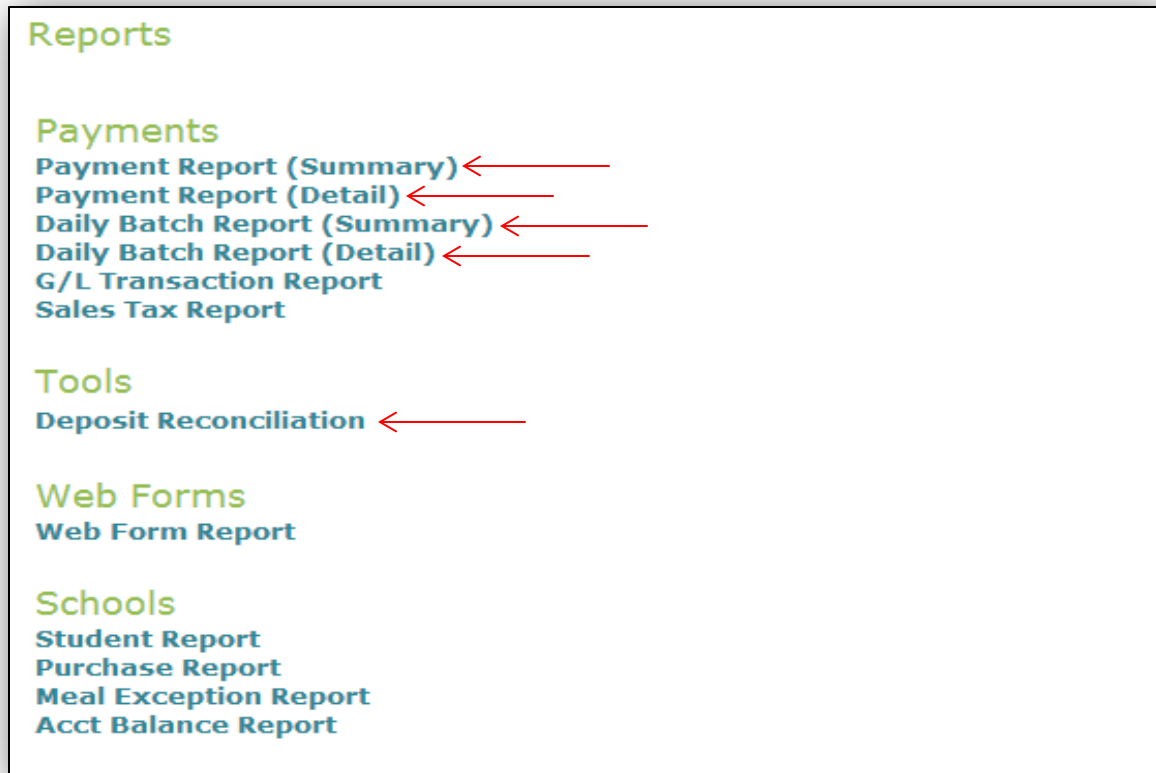 Reports
Payments
Payment Report (Summary)
Payment Report (Detail)
Daily Batch Report (Summary)
Daily Batch Report (Detail)
G/L Transaction Report
Sales Tax Report
Tools
Deposit Reconciliation
Web Forms
Web Form Report
Schools
Student Report
Purchase Report
Meal Exception Report
Acct Balance Report